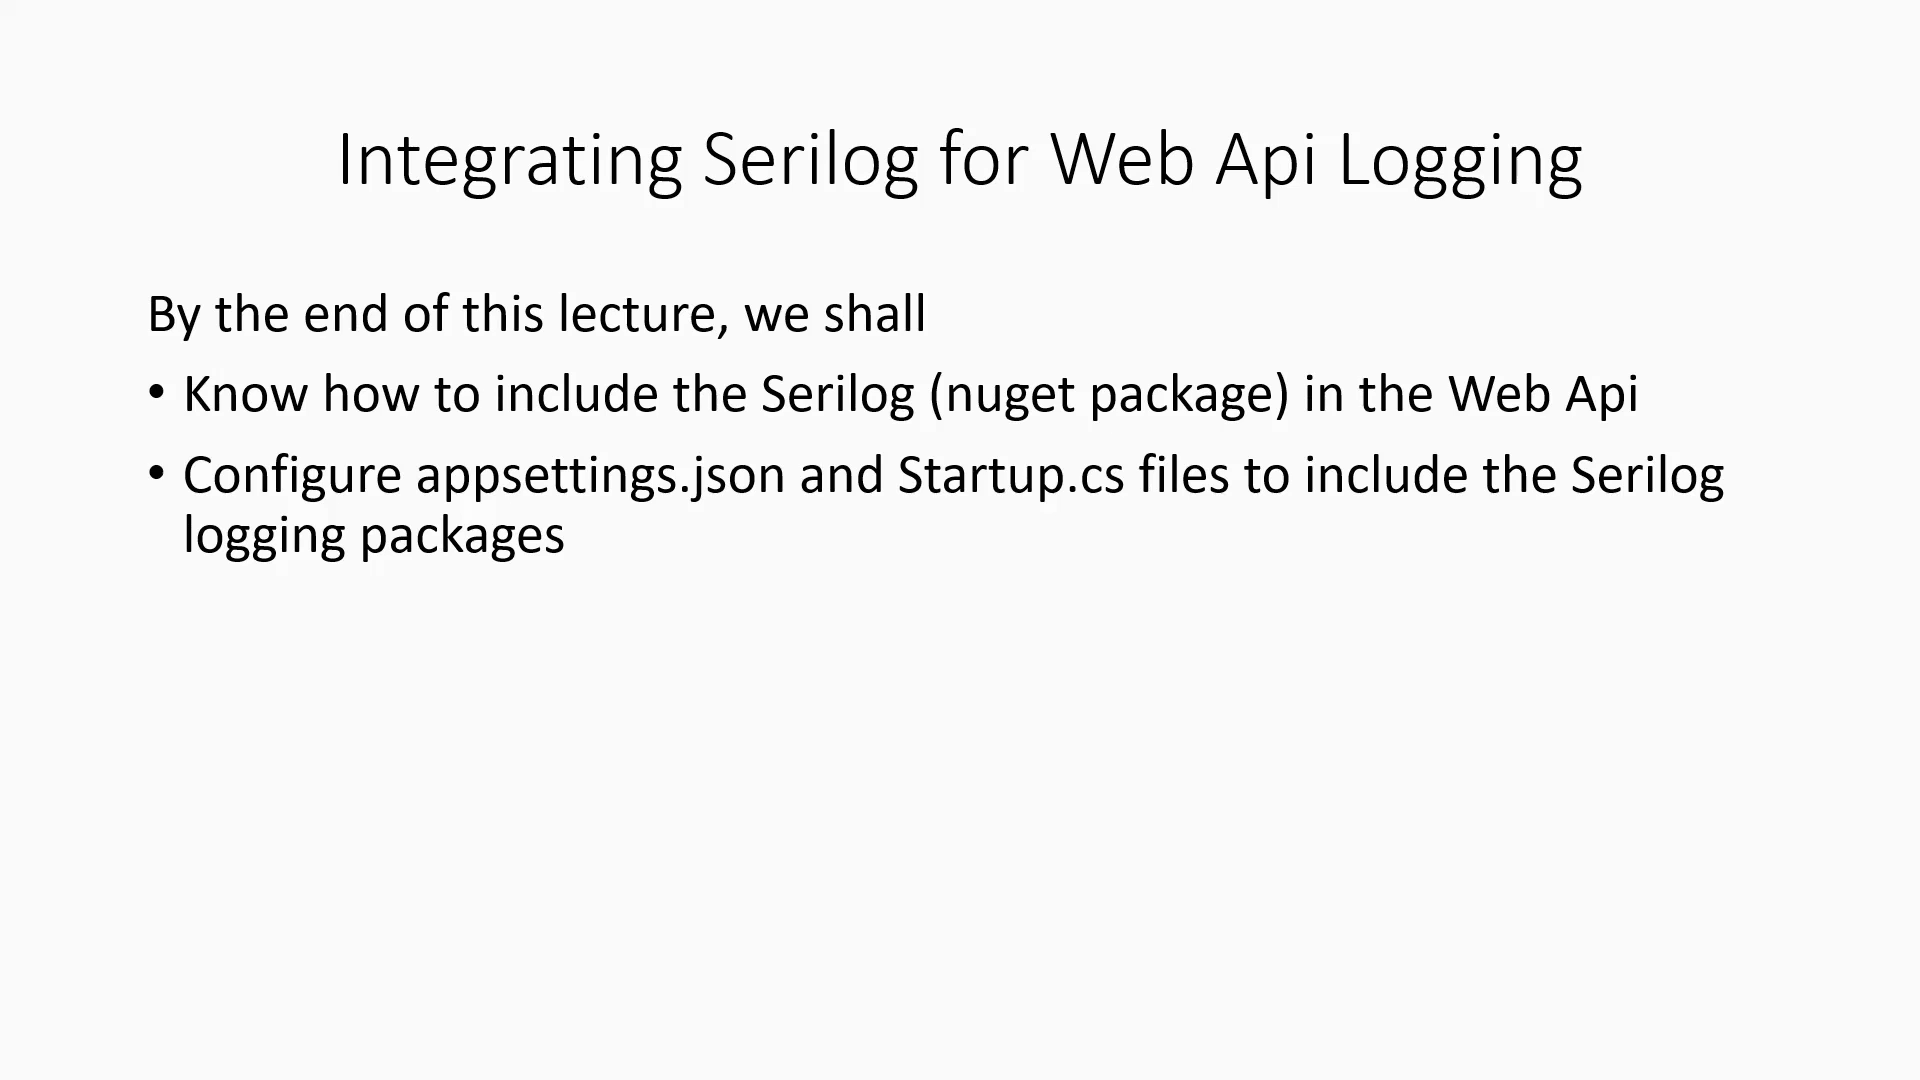 Integrating Serilog for Web Api Logging
By the end of this lecture, we shall
• Know how to include the Serilog (nuget package) in the Web Api
• Configure appsettings.json and Startup.cs files to include the Serilog
logging packages